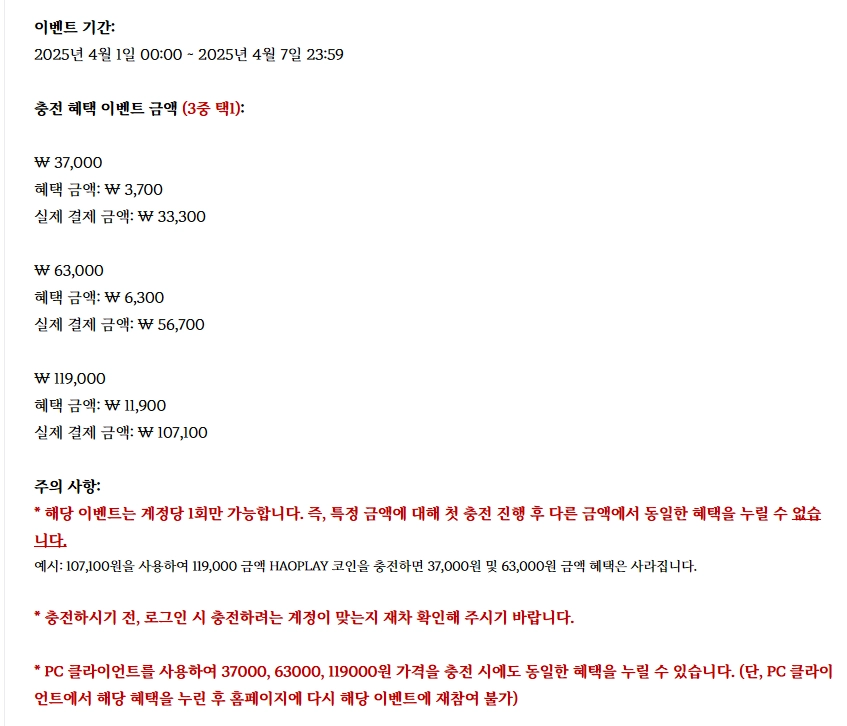 이벤트 기간:
2025년 4월 1일 00:00 ~ 2025년 4월 7일 23:59
충전 혜택 이벤트 금액 (3중 택1):
₩ 37,000
혜택 금액: ₩ 3,700
실제 결제 금액: ₩ 33,300
₩ 63,000
혜택 금액: ₩ 6,300
실제 결제 금액: ₩ 56,700
₩ 119,000
혜택 금액: ₩ 11,900
실제 결제 금액: ₩ 107,100
주의 사항:
* 해당 이벤트는 계정당 1회만 가능합니다. 즉, 특정 금액에 대해 첫 충전 진행 후 다른 금액에서 동일한 혜택을 누릴 수 없습
니다.
예시: 107,100원을 사용하여 119,000 금액 HAOPLAY 코인을 충전하면 37,000원 및 63,000원 금액 혜택은 사라집니다.
* 충전하시기 전, 로그인 시 충전하려는 계정이 맞는지 재차 확인해 주시기 바랍니다.
* PC 클라이언트를 사용하여 37000, 63000, 119000원 가격을 충전 시에도 동일한 혜택을 누릴 수 있습니다. (단, PC 클라이
언트에서 해당 혜택을 누린 후 홈페이지에 다시 해당 이벤트에 재참여 불가)